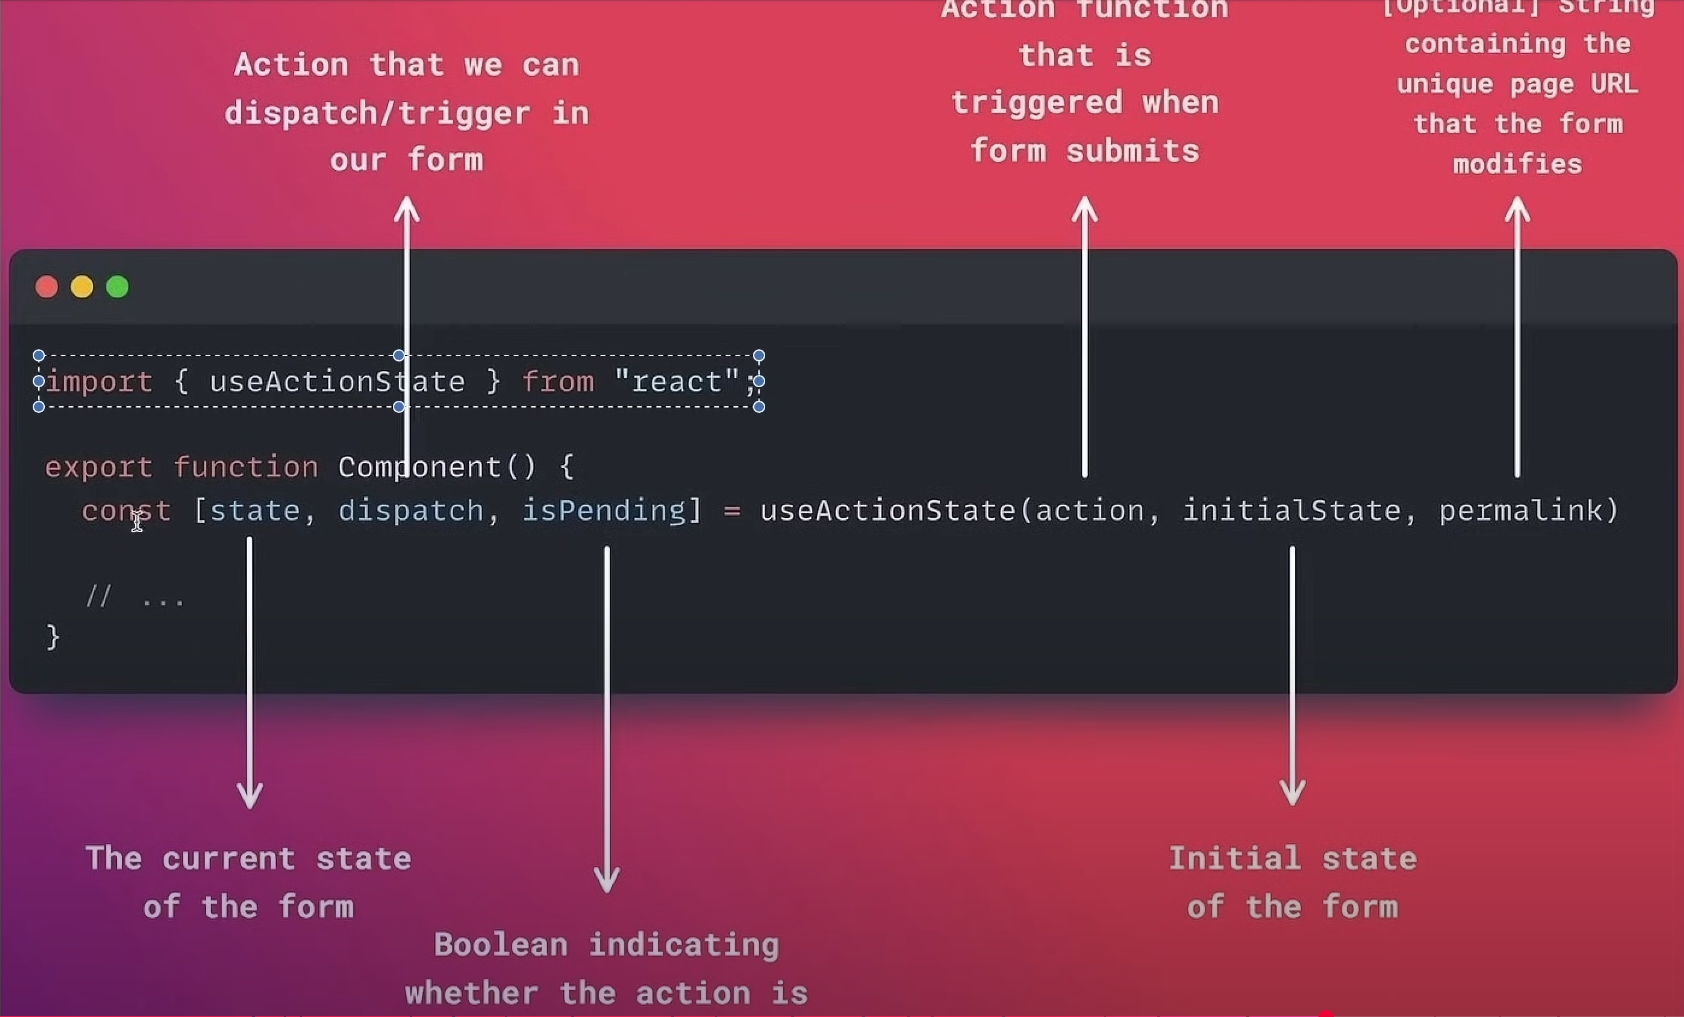 Action that we can
dispatch/trigger in
our form
Action function
that is
triggered when
form submits
[Optional] String
containing the
unique page URL
that the form
modifies
import { useActionState } from "react";
export function Component() {
const [state, dispatch, isPending] = useActionState(action, initialState, permalink)
// ...
}
The current state
of the form
Boolean indicating
whether the action is
Initial state
of the form